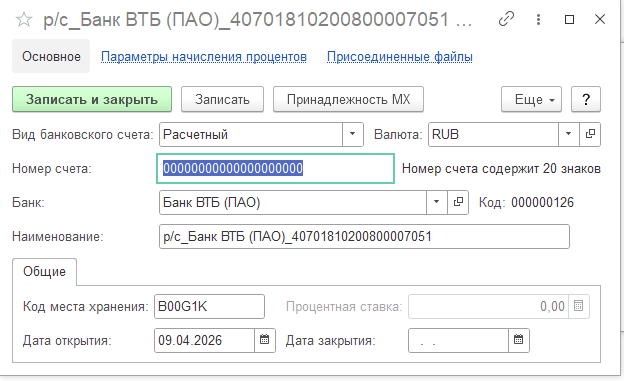 р/с_Банк ВТБ (ПАО)_40701810200800007051 ...
Основное Параметры начисления процентов Присоединенные файлы
Записать и закрыть Записать Принадлежность МХ Еще ?
Вид банковского счета: Расчетный Валюта: RUB
Номер счета: 00000000000000000000 Номер счета содержит 20 знаков
Банк: Банк ВТБ (ПАО) Код: 000000126
Наименование: р/с_Банк ВТБ (ПАО)_40701810200800007051
Общие
Код места хранения: B00G1K Процентная ставка: 0,00
Дата открытия: 09.04.2026 Дата закрытия: . .